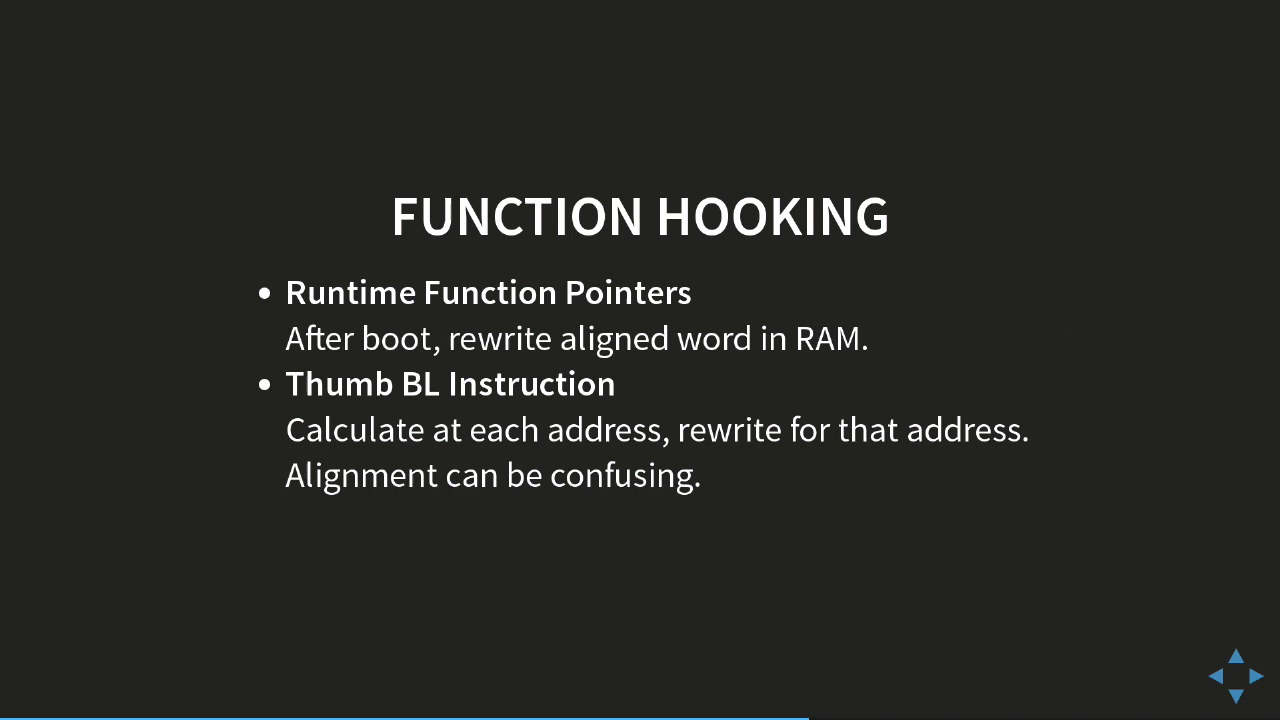 FUNCTION HOOKING
• Runtime Function Pointers
After boot, rewrite aligned word in RAM.
• Thumb BL Instruction
Calculate at each address, rewrite for that address.
Alignment can be confusing.